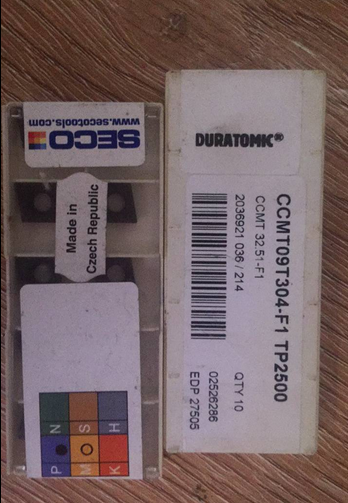 SECO
www.secotools.com
Made in
Czech Republic
P N
M S
K H
DURATOMIC®
CCMT09T304-F1 TP2500
CCMT 32.51-F1
2036921 036 / 214
QTY 10
02526286
EDP 27505